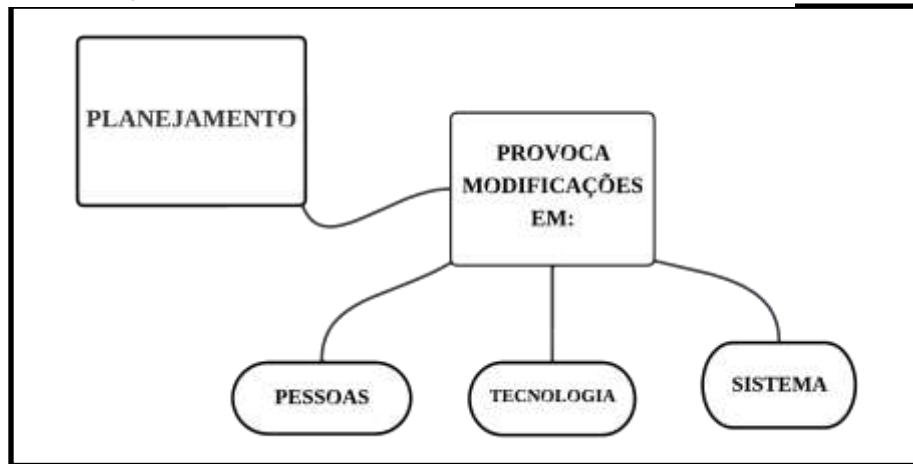 PLANEJAMENTO
PROVOCA
MODIFICAÇÕES
EM:
PESSOAS
TECNOLOGIA
SISTEMA